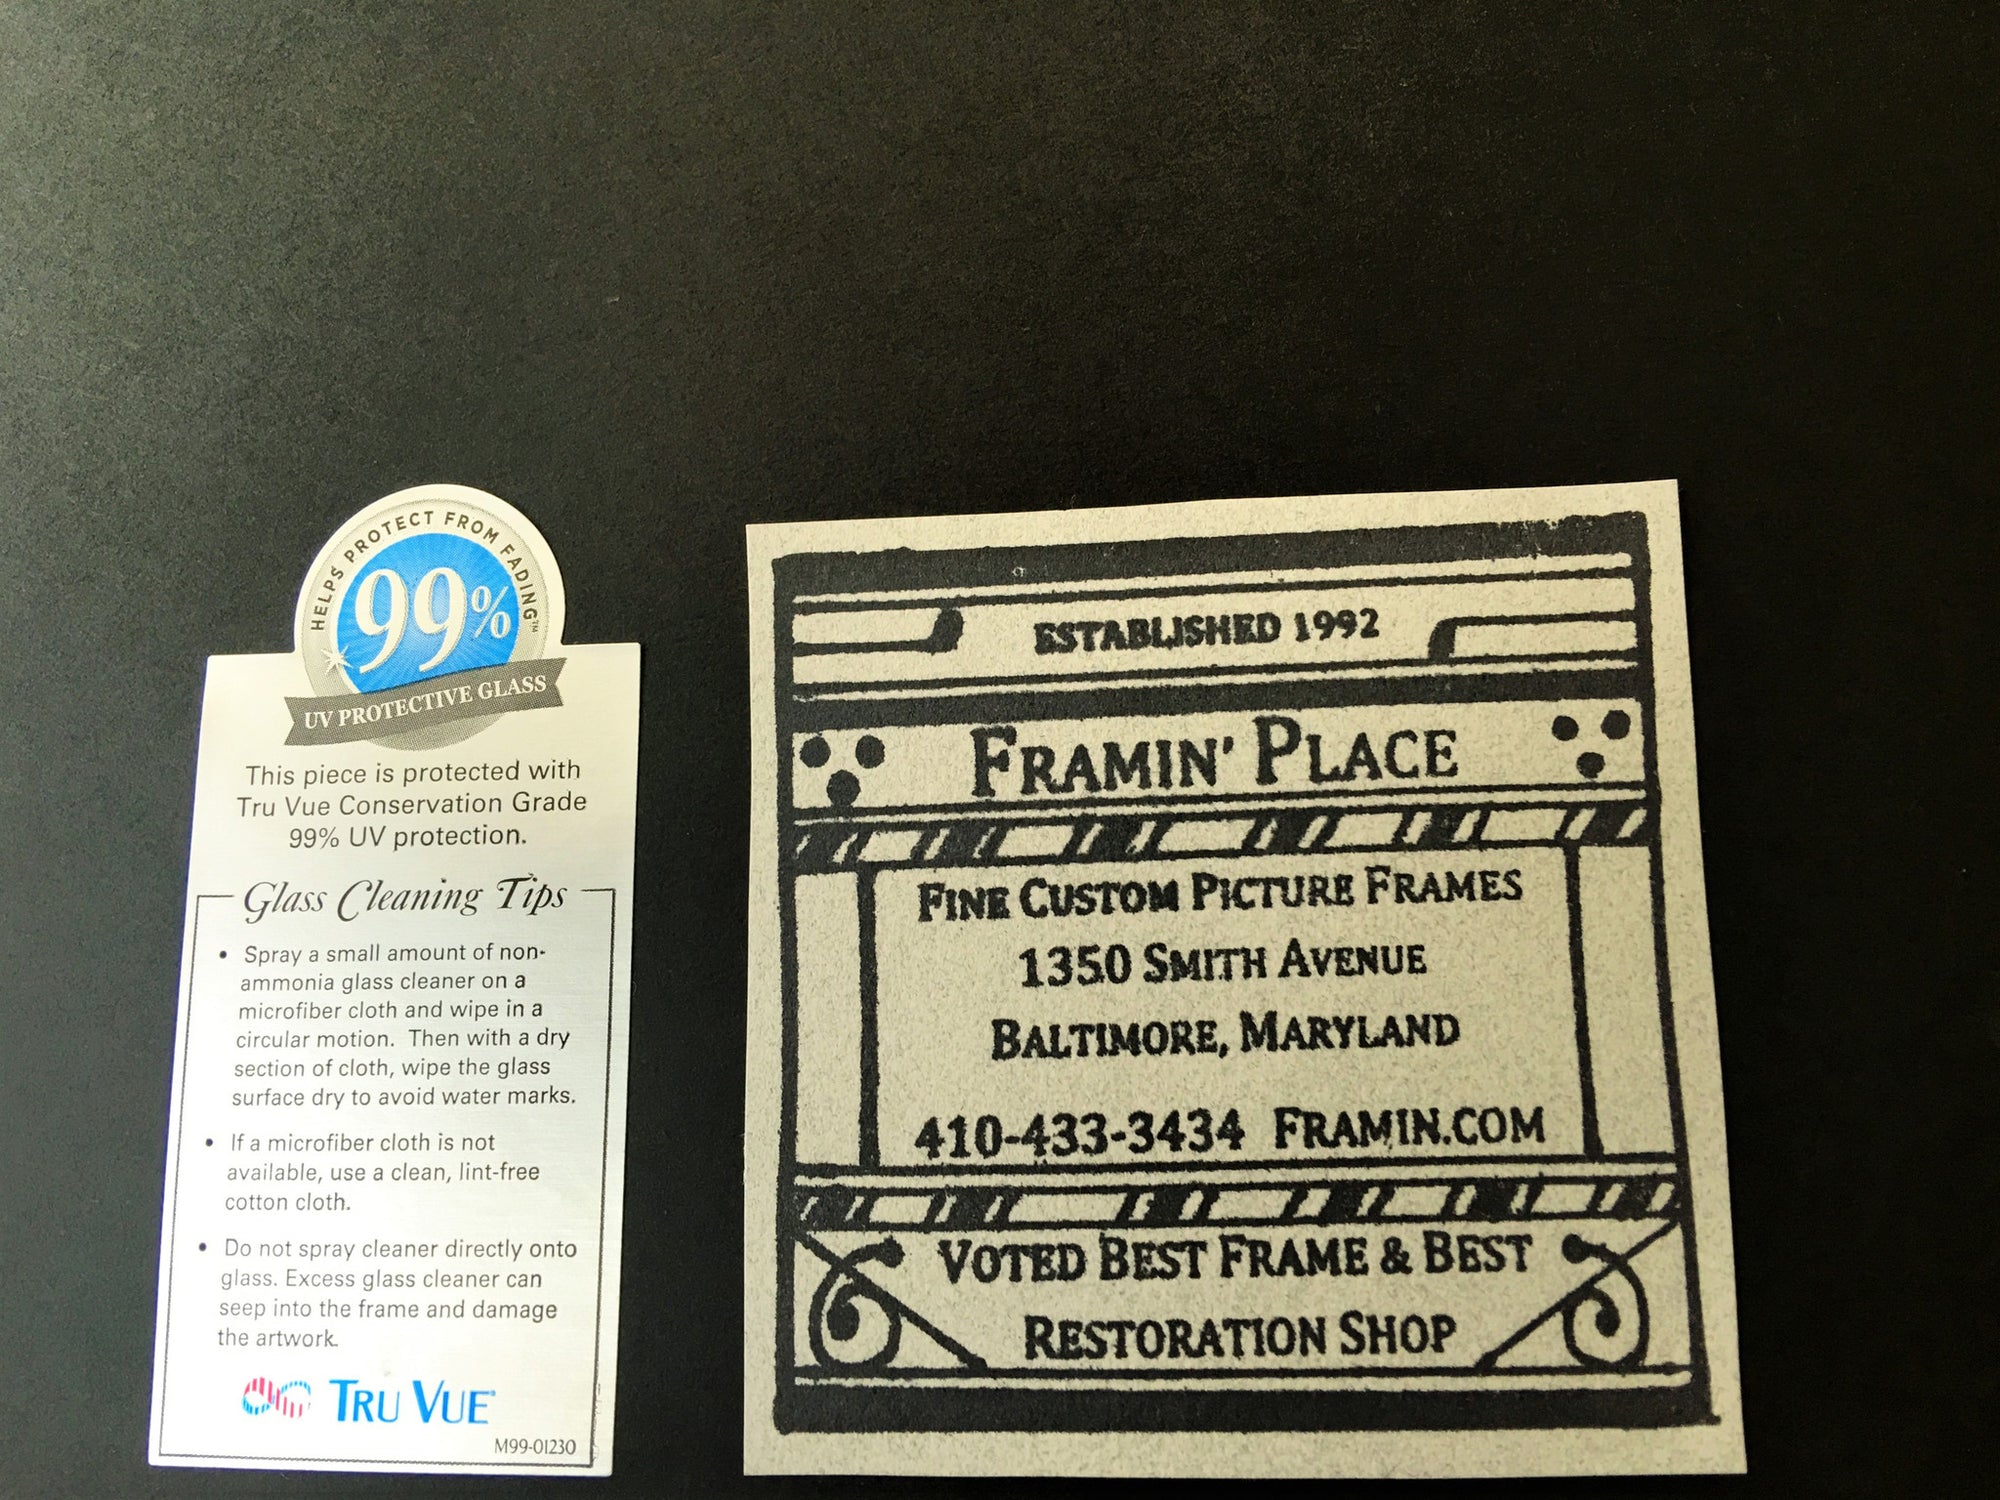 HELPS PROTECT FROM FADING™
99%
UV PROTECTIVE GLASS
This piece is protected with
Tru Vue Conservation Grade
99% UV protection.
Glass Cleaning Tips
• Spray a small amount of non-
ammonia glass cleaner on a
microfiber cloth and wipe in a
circular motion. Then with a dry
section of cloth, wipe the glass
surface dry to avoid water marks.
• If a microfiber cloth is not
available, use a clean, lint-free
cotton cloth.
• Do not spray cleaner directly onto
glass. Excess glass cleaner can
seep into the frame and damage
the artwork.
TRU VUE®
M99-01230
ESTABLISHED 1992
FRAMIN' PLACE
FINE CUSTOM PICTURE FRAMES
1350 SMITH AVENUE
BALTIMORE, MARYLAND
410-433-3434 FRAMIN.COM
VOTED BEST FRAME & BEST
RESTORATION SHOP